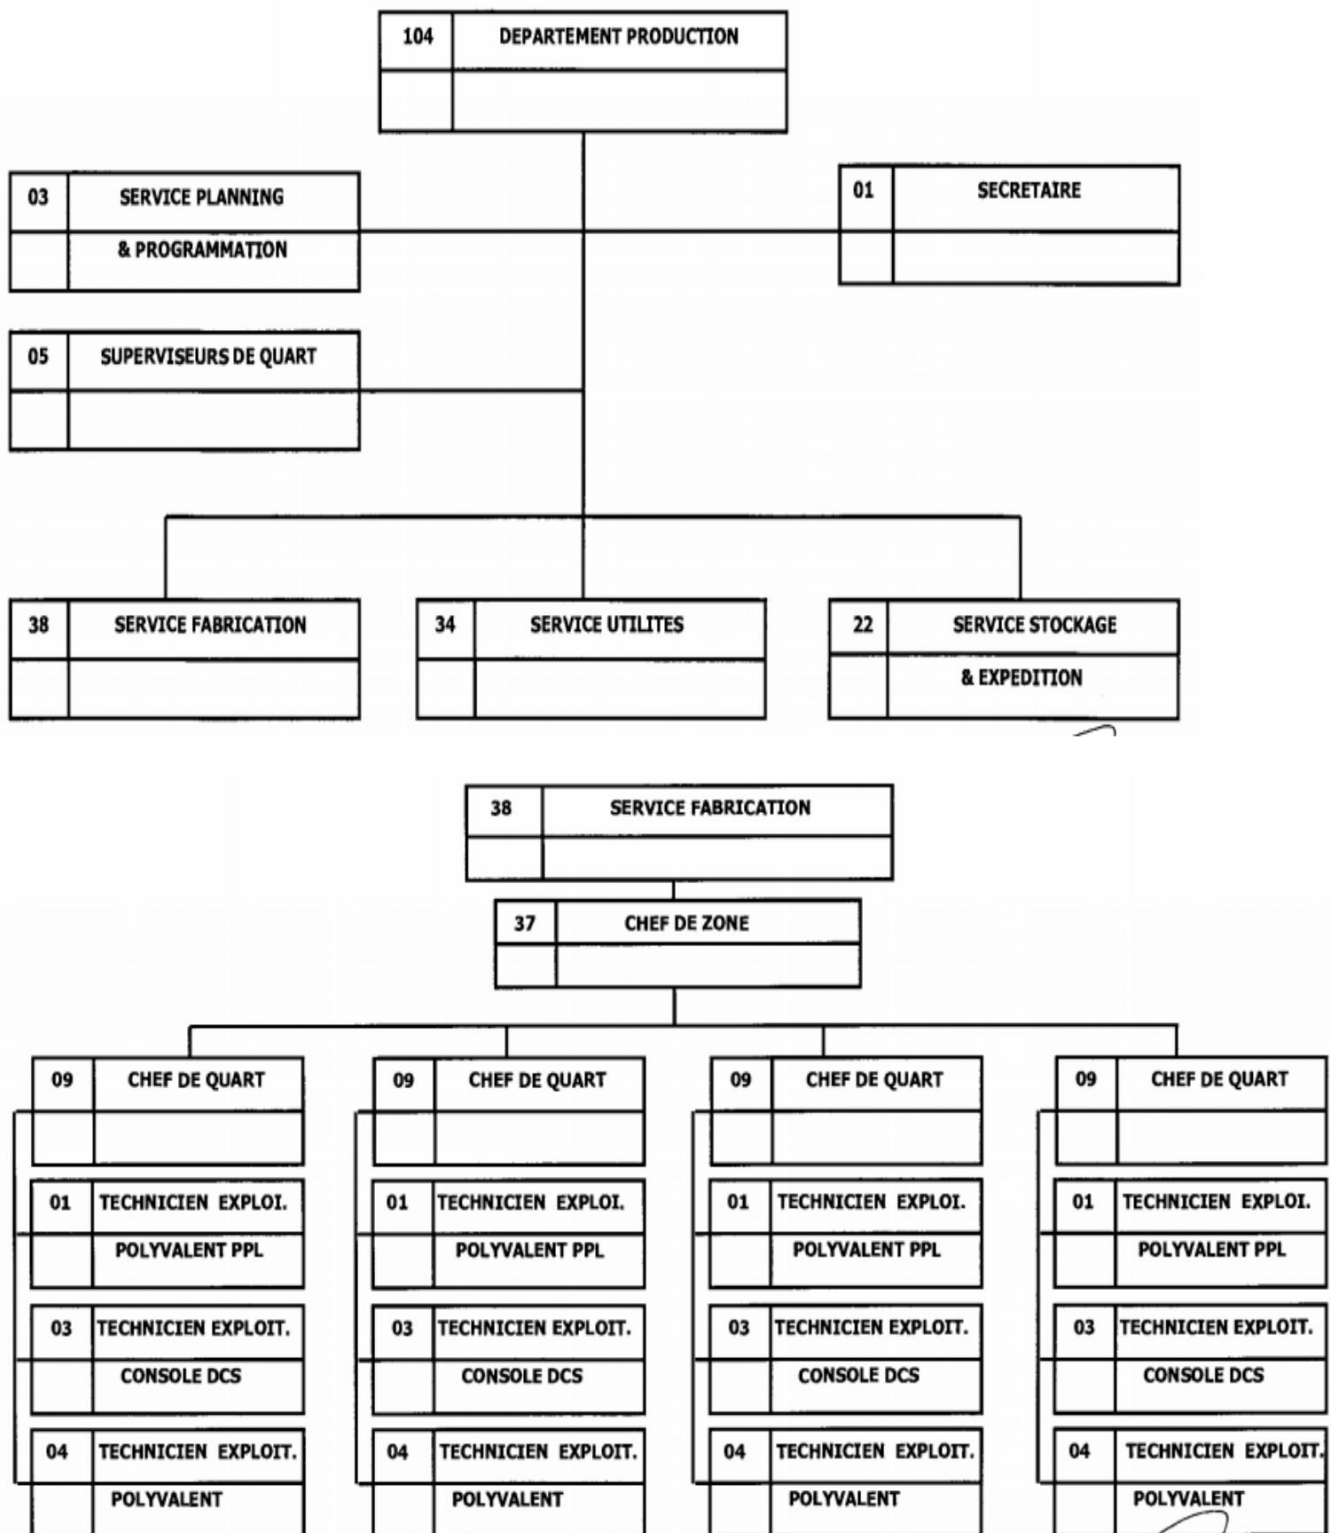 104 DEPARTEMENT PRODUCTION
03 SERVICE PLANNING
& PROGRAMMATION
01 SECRETAIRE
05 SUPERVISEURS DE QUART
38 SERVICE FABRICATION
34 SERVICE UTILITES
22 SERVICE STOCKAGE
& EXPEDITION
38 SERVICE FABRICATION
37 CHEF DE ZONE
09 CHEF DE QUART
09 CHEF DE QUART
09 CHEF DE QUART
09 CHEF DE QUART
01 TECHNICIEN EXPLOI.
POLYVALENT PPL
01 TECHNICIEN EXPLOI.
POLYVALENT PPL
01 TECHNICIEN EXPLOI.
POLYVALENT PPL
01 TECHNICIEN EXPLOI.
POLYVALENT PPL
03 TECHNICIEN EXPLOIT.
CONSOLE DCS
03 TECHNICIEN EXPLOIT.
CONSOLE DCS
03 TECHNICIEN EXPLOIT.
CONSOLE DCS
03 TECHNICIEN EXPLOIT.
CONSOLE DCS
04 TECHNICIEN EXPLOIT.
POLYVALENT
04 TECHNICIEN EXPLOIT.
POLYVALENT
04 TECHNICIEN EXPLOIT.
POLYVALENT
04 TECHNICIEN EXPLOIT.
POLYVALENT